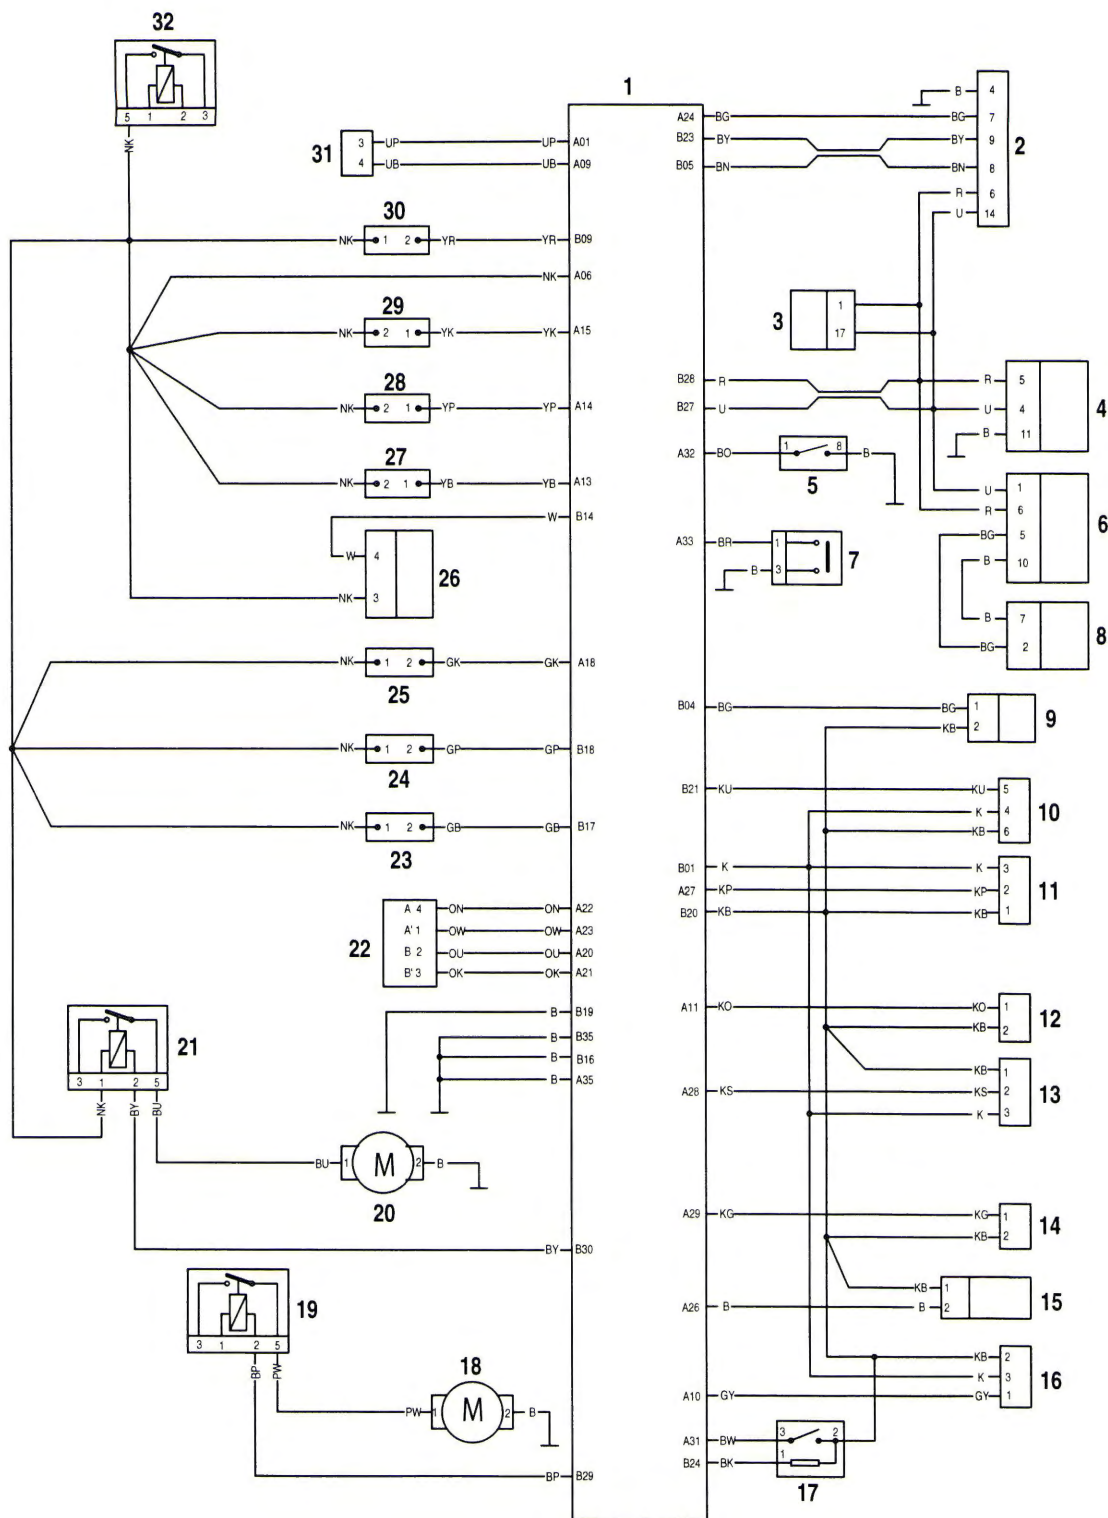 32
5 1 2 3
NK
1
31
3 UP UP A01
4 UB UB A09
A24 BG BG 7
B 4
B23 BY BY 9
B05 BN BN 8
R 6
U 14
2
30
NK 1 2 YR YR B09
NK A06
29
NK 2 1 YK YK A15
3
1
17
28
NK 2 1 YP YP A14
B28 R R 5
B27 U U 4
B 11
4
27
NK 2 1 YB YB A13
A32 BO 1 8 B
5
W B14
W 4
NK 3
26
U 1
R 6
BG 5
B 10
6
A33 BR 1
B 3
7
B 7
BG 2
8
NK 1 2 GK GK A18
25
B04 BG BG 1
KB 2
9
NK 1 2 GP GP B18
24
B21 KU KU 5
K 4
KB 6
10
NK 1 2 GB GB B17
23
B01 K K 3
A27 KP KP 2
B20 KB KB 1
11
A 4 ON ON A22
A' 1 OW OW A23
B 2 OU OU A20
B' 3 OK OK A21
22
B B19
B B35
B B16
B A35
A11 KO KO 1
KB 2
12
KB 1
A28 KS KS 2
K 3
13
21
3 1 2 5
NK BY BU
BU 1 M 2 B
20
BY B30
A29 KG KG 1
KB 2
14
KB 1
A26 B B 2
15
19
3 1 2 5
BP PW
18
PW 1 M 2 B
BP B29
KB 2
K 3
A10 GY GY 1
16
A31 BW 3 2
B24 BK 1
17